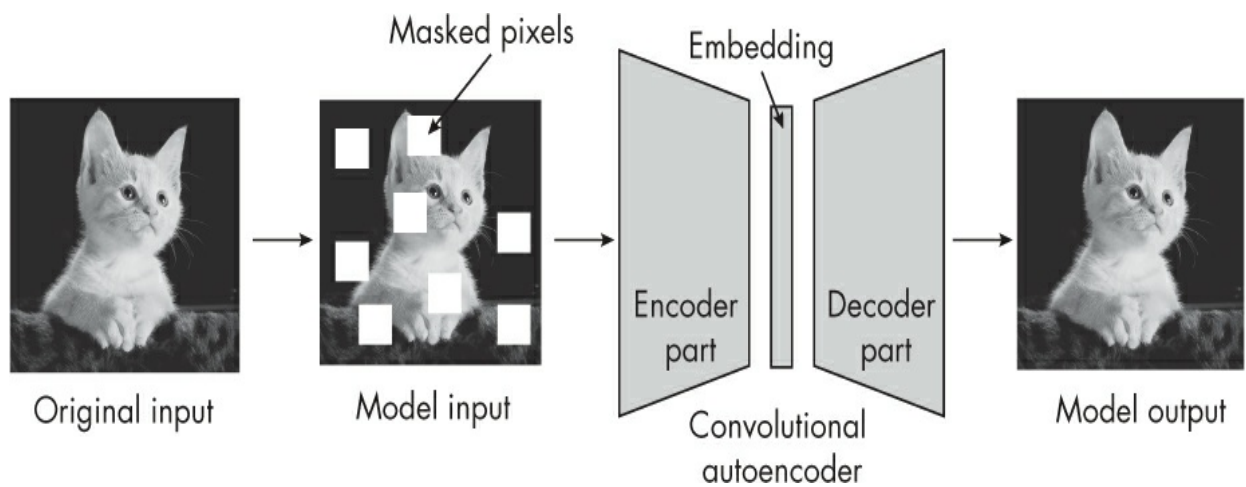 Masked pixels
Embedding
Encoder
part
Decoder
part
Original input
Model input
Convolutional
autoencoder
Model output